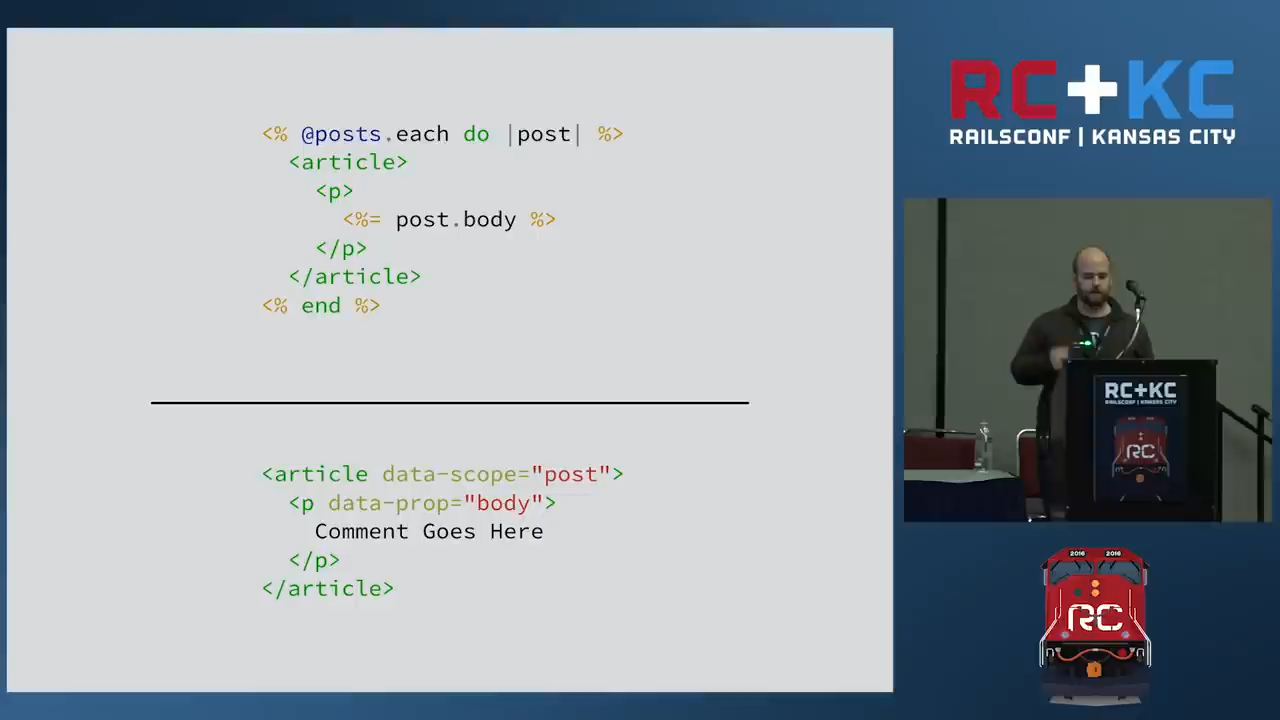 <% @posts.each do |post| %>
<article>
<p>
<%= post.body %>
</p>
</article>
<% end %>
<article data-scope="post">
<p data-prop="body">
Comment Goes Here
</p>
</article>
RC+KC
RAILSCONF | KANSAS CITY
RC+KC
RAILSCONF | KANSAS CITY
RC
2016 2016
RC